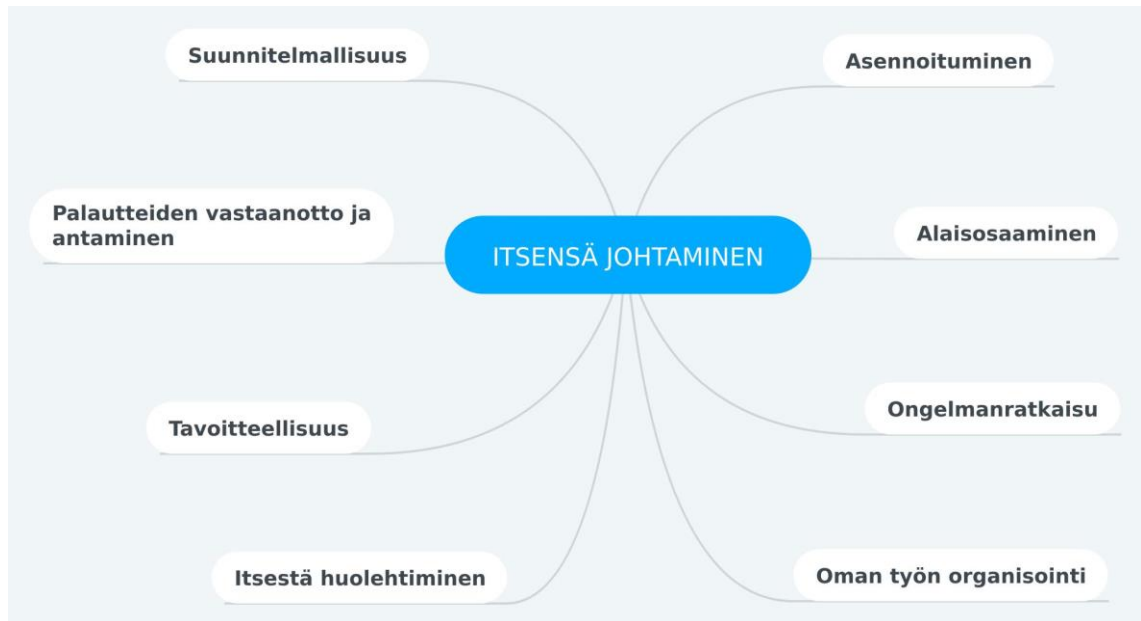 Suunnitelmallisuus
Asennoituminen
Palautteiden vastaanotto ja
antaminen
Alaisosaaminen
ITSENSÄ JOHTAMINEN
Ongelmanratkaisu
Tavoitteellisuus
Itsestä huolehtiminen
Oman työn organisointi